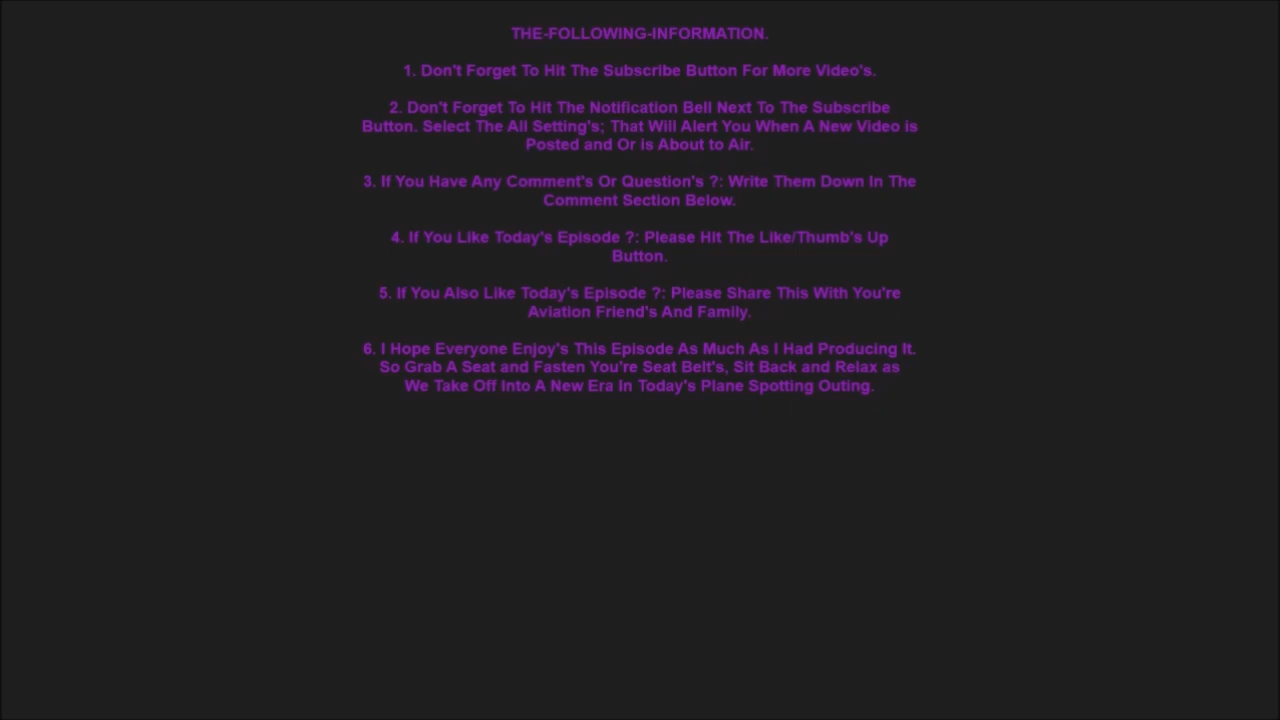 THE-FOLLOWING-INFORMATION.
1. Don't Forget To Hit The Subscribe Button For More Video's.
2. Don't Forget To Hit The Notification Bell Next To The Subscribe
Button. Select The All Setting's; That Will Alert You When A New Video is
Posted and Or is About to Air.
3. If You Have Any Comment's Or Question's ?: Write Them Down In The
Comment Section Below.
4. If You Like Today's Episode ?: Please Hit The Like/Thumb's Up
Button.
5. If You Also Like Today's Episode ?: Please Share This With You're
Aviation Friend's And Family.
6. I Hope Everyone Enjoy's This Episode As Much As I Had Producing It.
So Grab A Seat and Fasten You're Seat Belt's, Sit Back and Relax as
We Take Off Into A New Era In Today's Plane Spotting Outing.